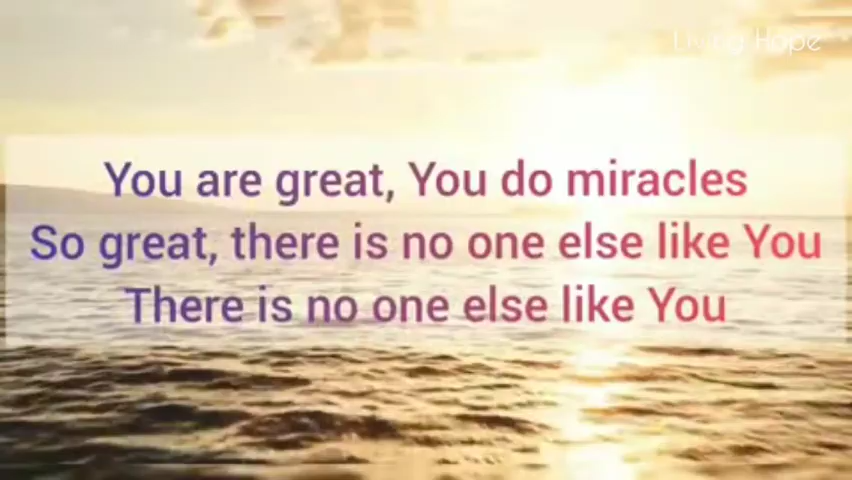 Living Hope
You are great, You do miracles
So great, there is no one else like You
There is no one else like You